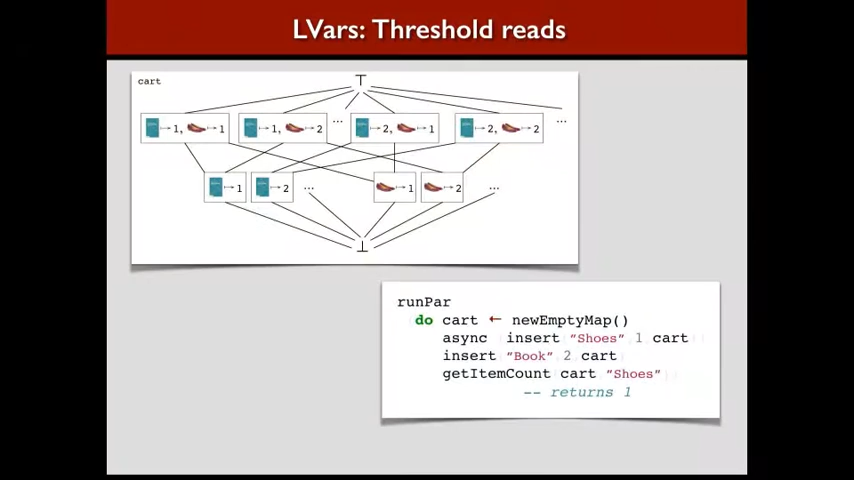 LVars: Threshold reads
cart
⊤
↦ 1, ↦ 1
↦ 1, ↦ 2
...
↦ 2, ↦ 1
↦ 2, ↦ 2
...
↦ 1
↦ 2
...
↦ 1
↦ 2
...
⊥
runPar
do cart ← newEmptyMap()
async (insert("Shoes",1,cart))
insert("Book",2,cart)
getItemCount(cart,"Shoes")
-- returns 1